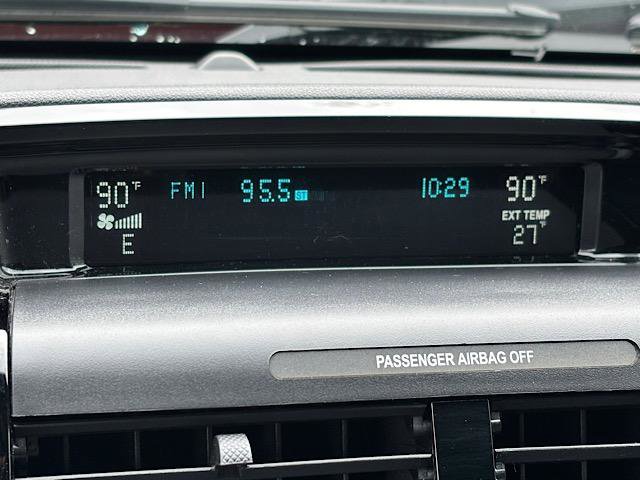 90°F FM1 95.5 ST 10:29 90°F
EXT TEMP
E 27°
PASSENGER AIRBAG OFF